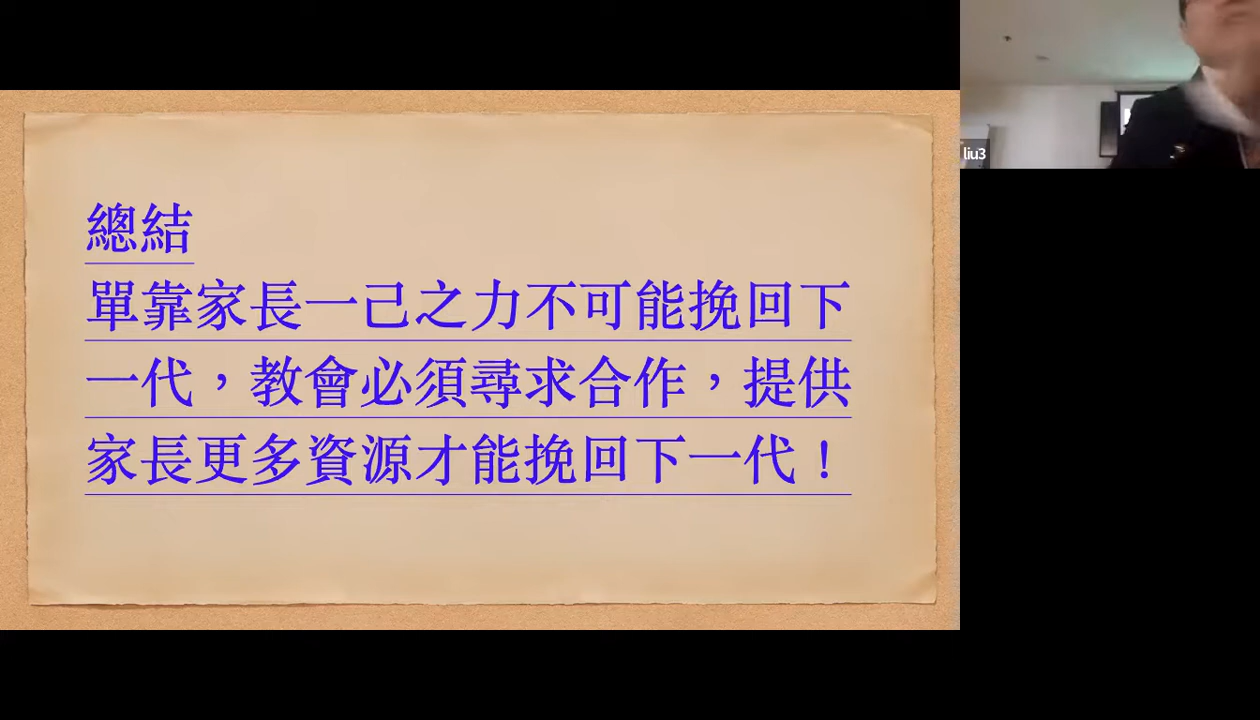 總結
單靠家長一己之力不可能挽回下
一代，教會必須尋求合作，提供
家長更多資源才能挽回下一代！
liu3